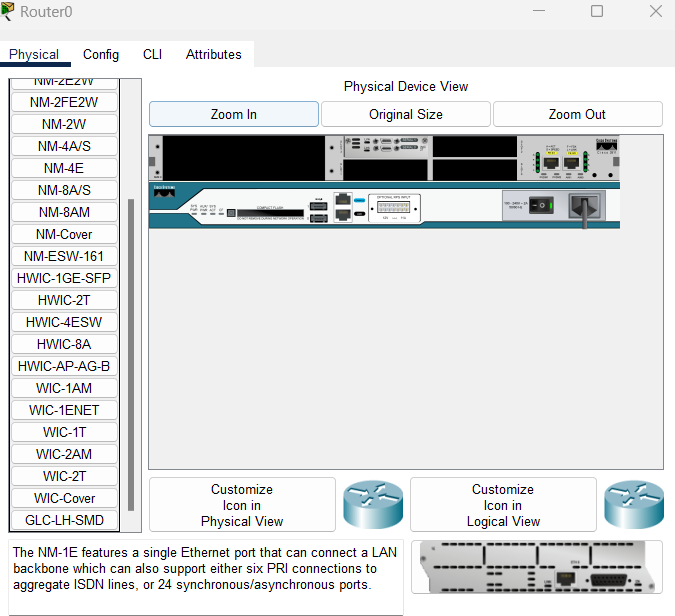 Router0
Physical
Config
CLI
Attributes
NM-2E2W
NM-2FE2W
NM-2W
NM-4A/S
NM-4E
NM-8A/S
NM-8AM
NM-Cover
NM-ESW-161
HWIC-1GE-SFP
HWIC-2T
HWIC-4ESW
HWIC-8A
HWIC-AP-AG-B
WIC-1AM
WIC-1ENET
WIC-1T
WIC-2AM
WIC-2T
WIC-Cover
GLC-LH-SMD
Physical Device View
Zoom In
Original Size
Zoom Out
COMPACT FLASH
OPTIONAL RPS INPUT
Customize
Icon in
Physical View
Customize
Icon in
Logical View
The NM-1E features a single Ethernet port that can connect a LAN
backbone which can also support either six PRI connections to
aggregate ISDN lines, or 24 synchronous/asynchronous ports.